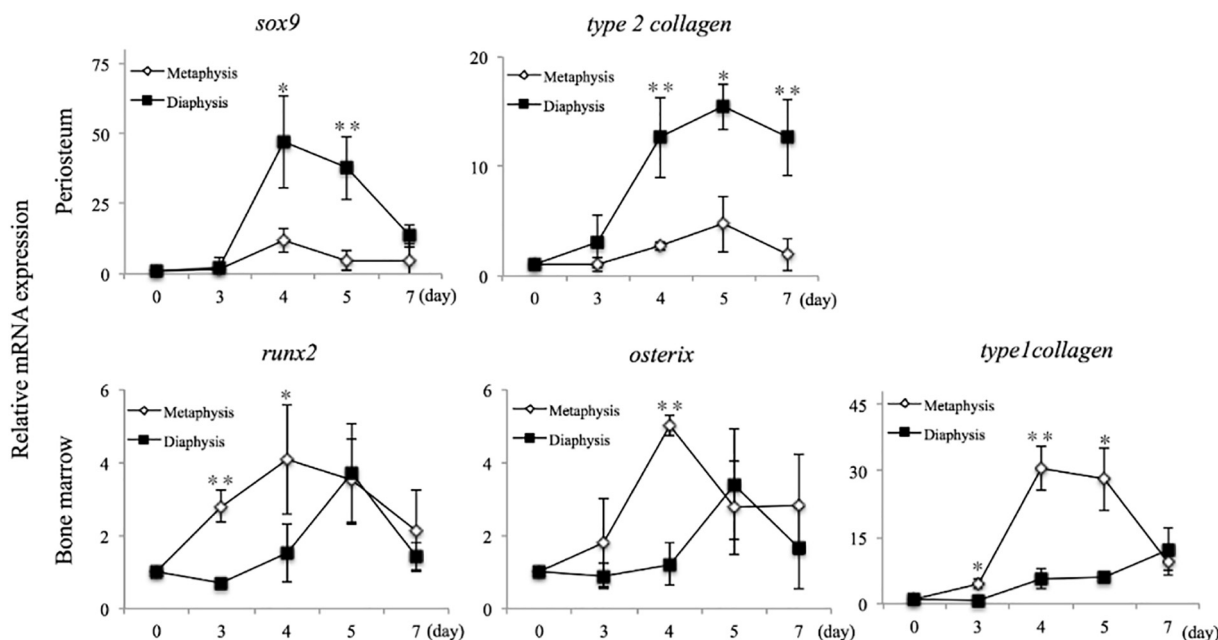 sox9
type 2 collagen
75
50
25
0
Metaphysis
Diaphysis
*
**
0 3 4 5 7 (day)
20
10
0
Metaphysis
Diaphysis
**
*
**
0 3 4 5 7 (day)
Periosteum
Relative mRNA expression
runx2
osterix
type1collagen
6
4
2
0
Metaphysis
Diaphysis
**
*
0 3 4 5 7 (day)
6
4
2
0
Metaphysis
Diaphysis
**
0 3 4 5 7 (day)
45
30
15
0
Metaphysis
Diaphysis
*
**
*
0 3 4 5 7 (day)
Bone marrow